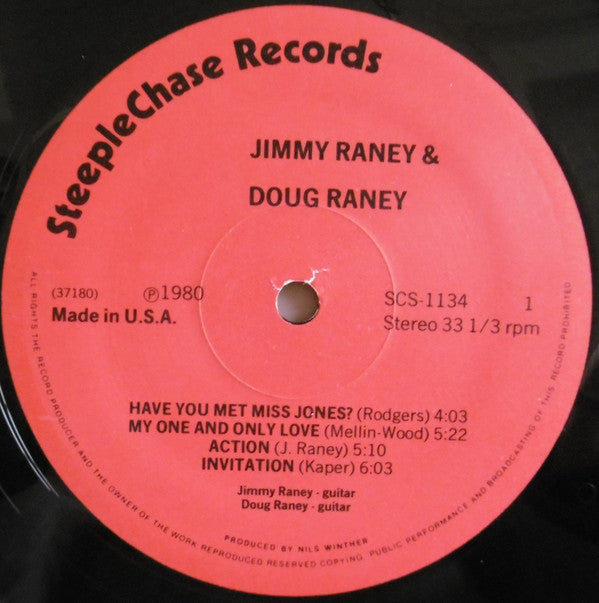 SteepleChase Records
JIMMY RANEY &
DOUG RANEY
(37180) ℗1980
Made in U.S.A.
SCS-1134 1
Stereo 33 1/3 rpm
HAVE YOU MET MISS JONES? (Rodgers) 4:03
MY ONE AND ONLY LOVE (Mellin-Wood) 5:22
ACTION (J. Raney) 5:10
INVITATION (Kaper) 6:03
Jimmy Raney - guitar
Doug Raney - guitar
PRODUCED BY NILS WINTHER
ALL RIGHTS THE RECORD PRODUCER AND THE OWNER OF THE WORK REPRODUCED RESERVED COPYING. PUBLIC PERFORMANCE AND BROADCASTING OF THIS RECORD PROHIBITED